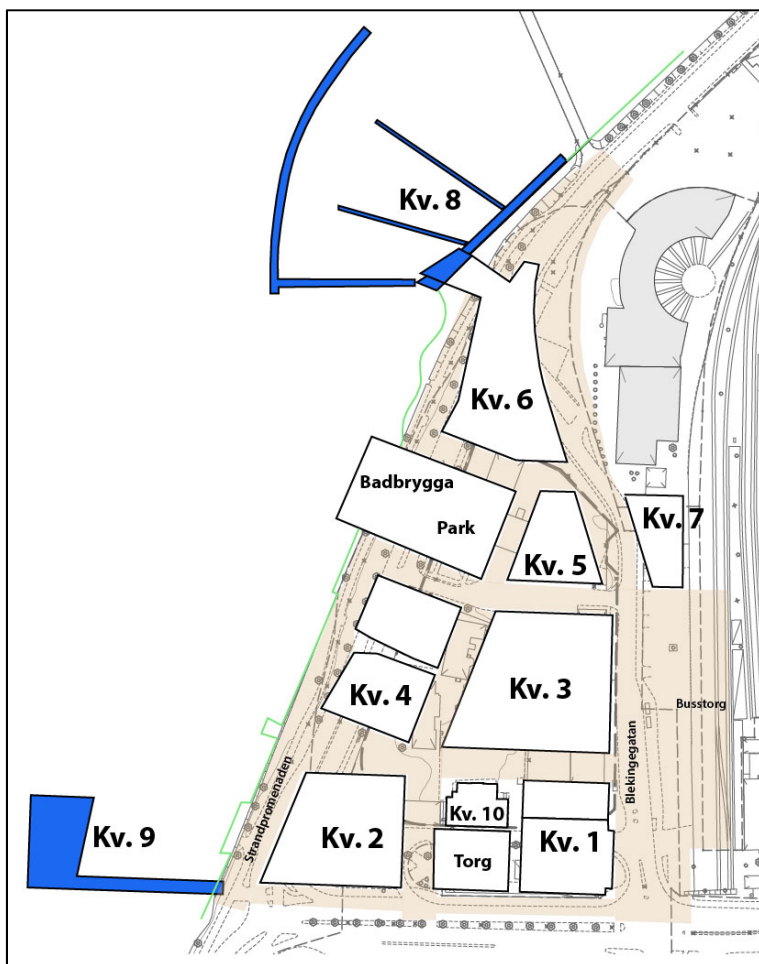 Kv. 8
Kv. 6
Badbrygga
Park
Kv. 7
Kv. 5
Kv. 3
Kv. 4
Busstorg
Blekingegatan
Strandpromenaden
Kv. 9
Kv. 2
Kv. 10
Kv. 1
Torg